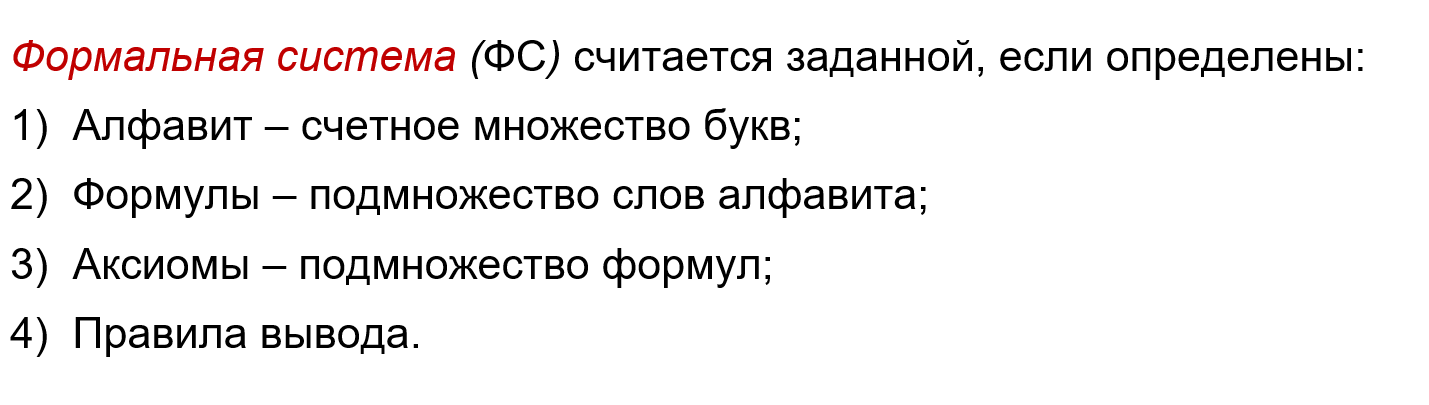 Формальная система (ФС) считается заданной, если определены:
1) Алфавит – счетное множество букв;
2) Формулы – подмножество слов алфавита;
3) Аксиомы – подмножество формул;
4) Правила вывода.